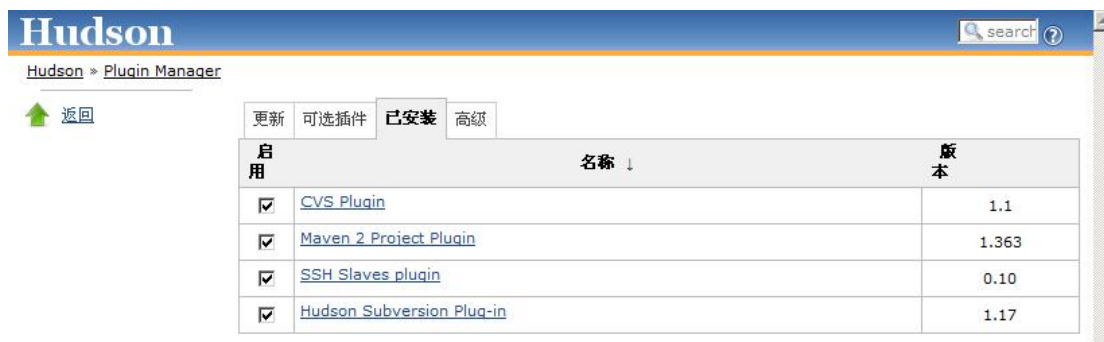 Hudson
search
Hudson » Plugin Manager
返回
更新 可选插件 已安装 高级
启用 名称 ↓ 版本
CVS Plugin 1.1
Maven 2 Project Plugin 1.363
SSH Slaves plugin 0.10
Hudson Subversion Plug-in 1.17